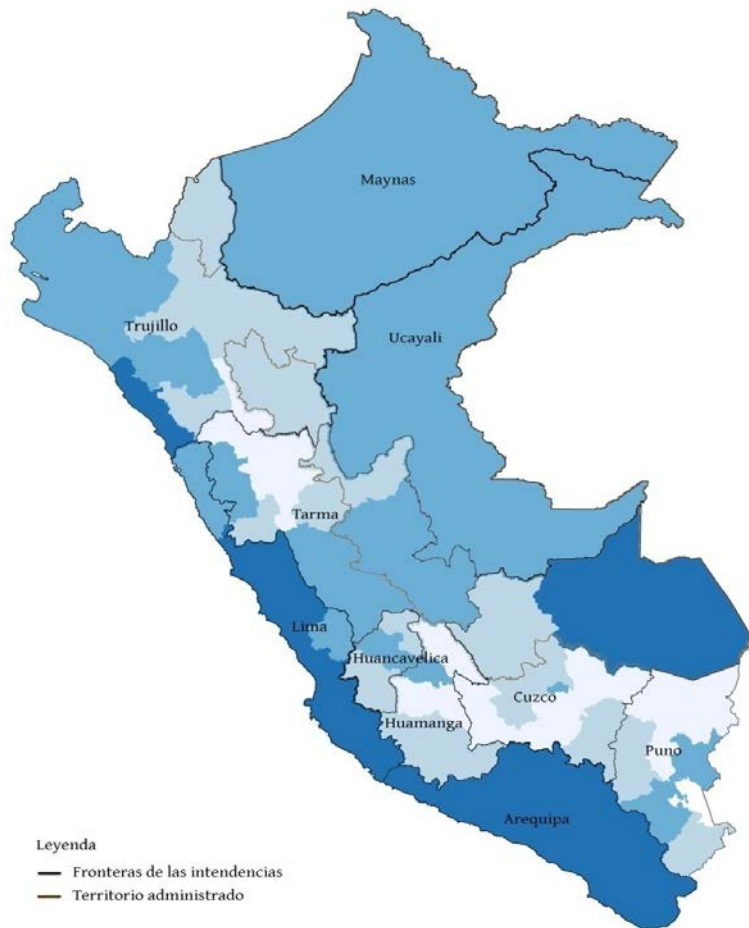 Maynas
Ucayali
Trujillo
Tarma
Lima
Huancavelica
Cuzco
Huamanga
Puno
Arequipa
Leyenda
Fronteras de las intendencias
Territorio administrado